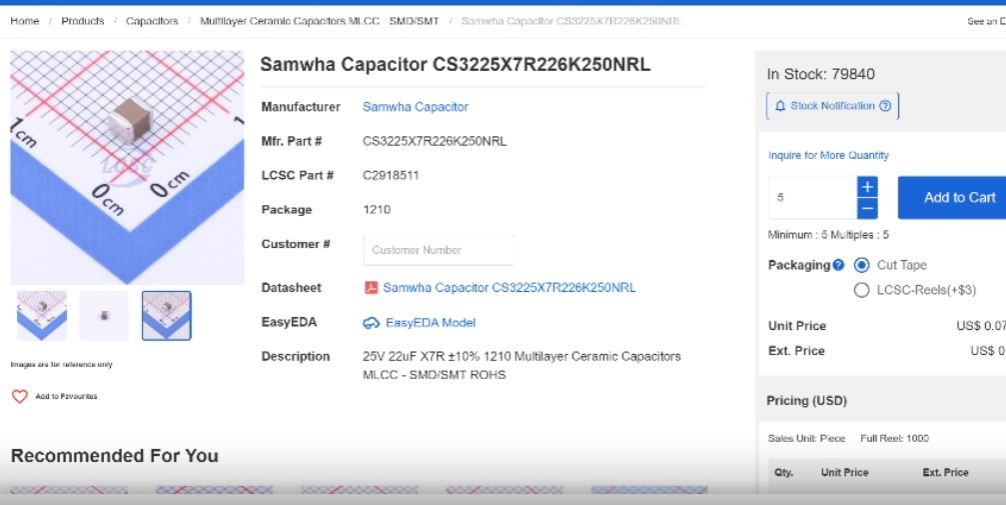 Home / Products / Capacitors / Multilayer Ceramic Capacitors MLCC - SMD/SMT / Samwha Capacitor CS3225X7R226K250NRL
See an E
Samwha Capacitor CS3225X7R226K250NRL
Manufacturer Samwha Capacitor
Mfr. Part # CS3225X7R226K250NRL
LCSC Part # C2918511
Package 1210
Customer # Customer Number
Datasheet Samwha Capacitor CS3225X7R226K250NRL
EasyEDA EasyEDA Model
Description 25V 22uF X7R ±10% 1210 Multilayer Ceramic Capacitors
MLCC - SMD/SMT ROHS
1cm
LCSC
0cm
0cm
Images are for reference only
Add to Favourites
Recommended For You
In Stock: 79840
Stock Notification
Inquire for More Quantity
5 + −
Add to Cart
Minimum : 5 Multiples : 5
Packaging Cut Tape
LCSC-Reels(+$3)
Unit Price US$ 0.07
Ext. Price US$ 0
Pricing (USD)
Sales Unit: Piece Full Reel: 1000
Qty. Unit Price Ext. Price